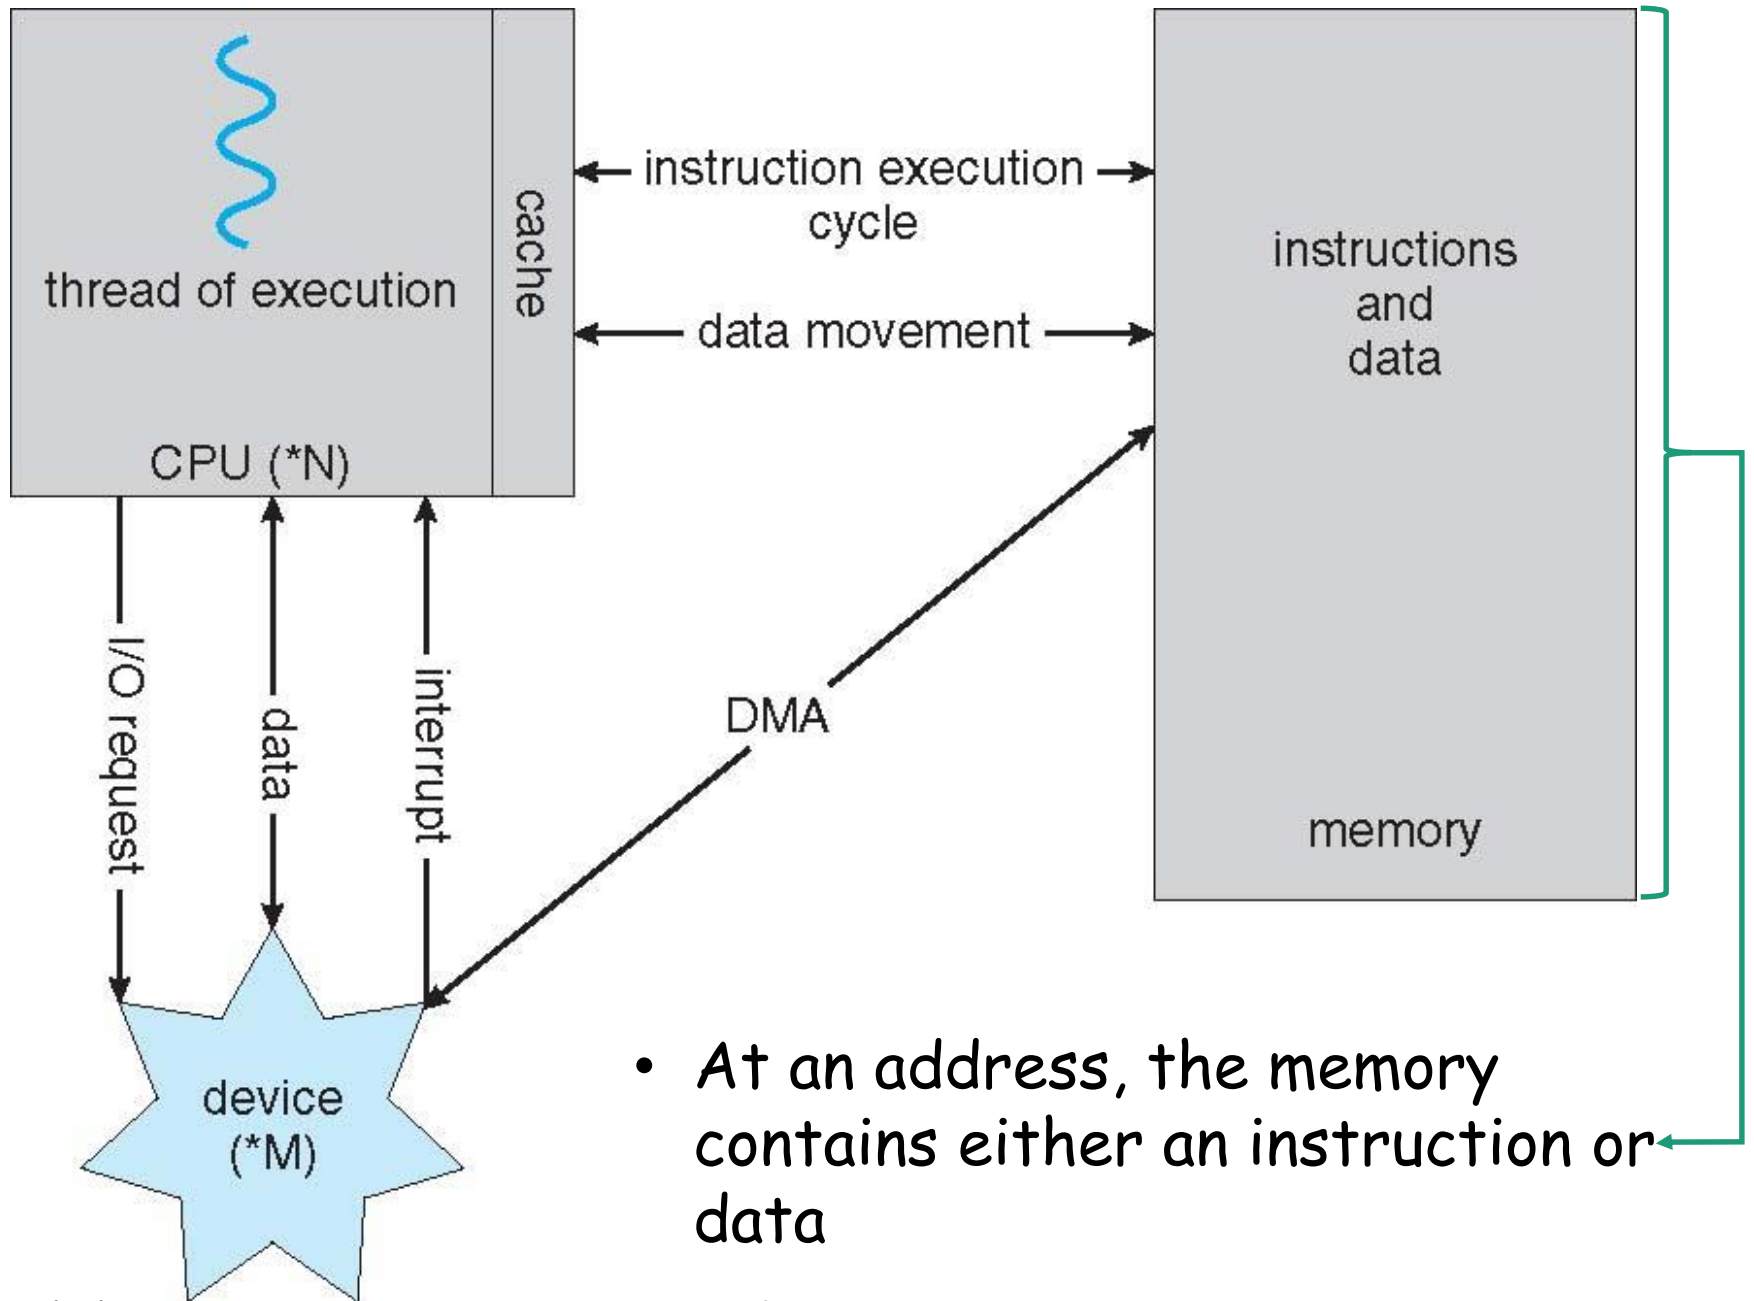 thread of execution
CPU (*N)
cache
instruction execution
cycle
data movement
instructions
and
data
memory
I/O request
data
interrupt
DMA
device
(*M)
• At an address, the memory
contains either an instruction or
data